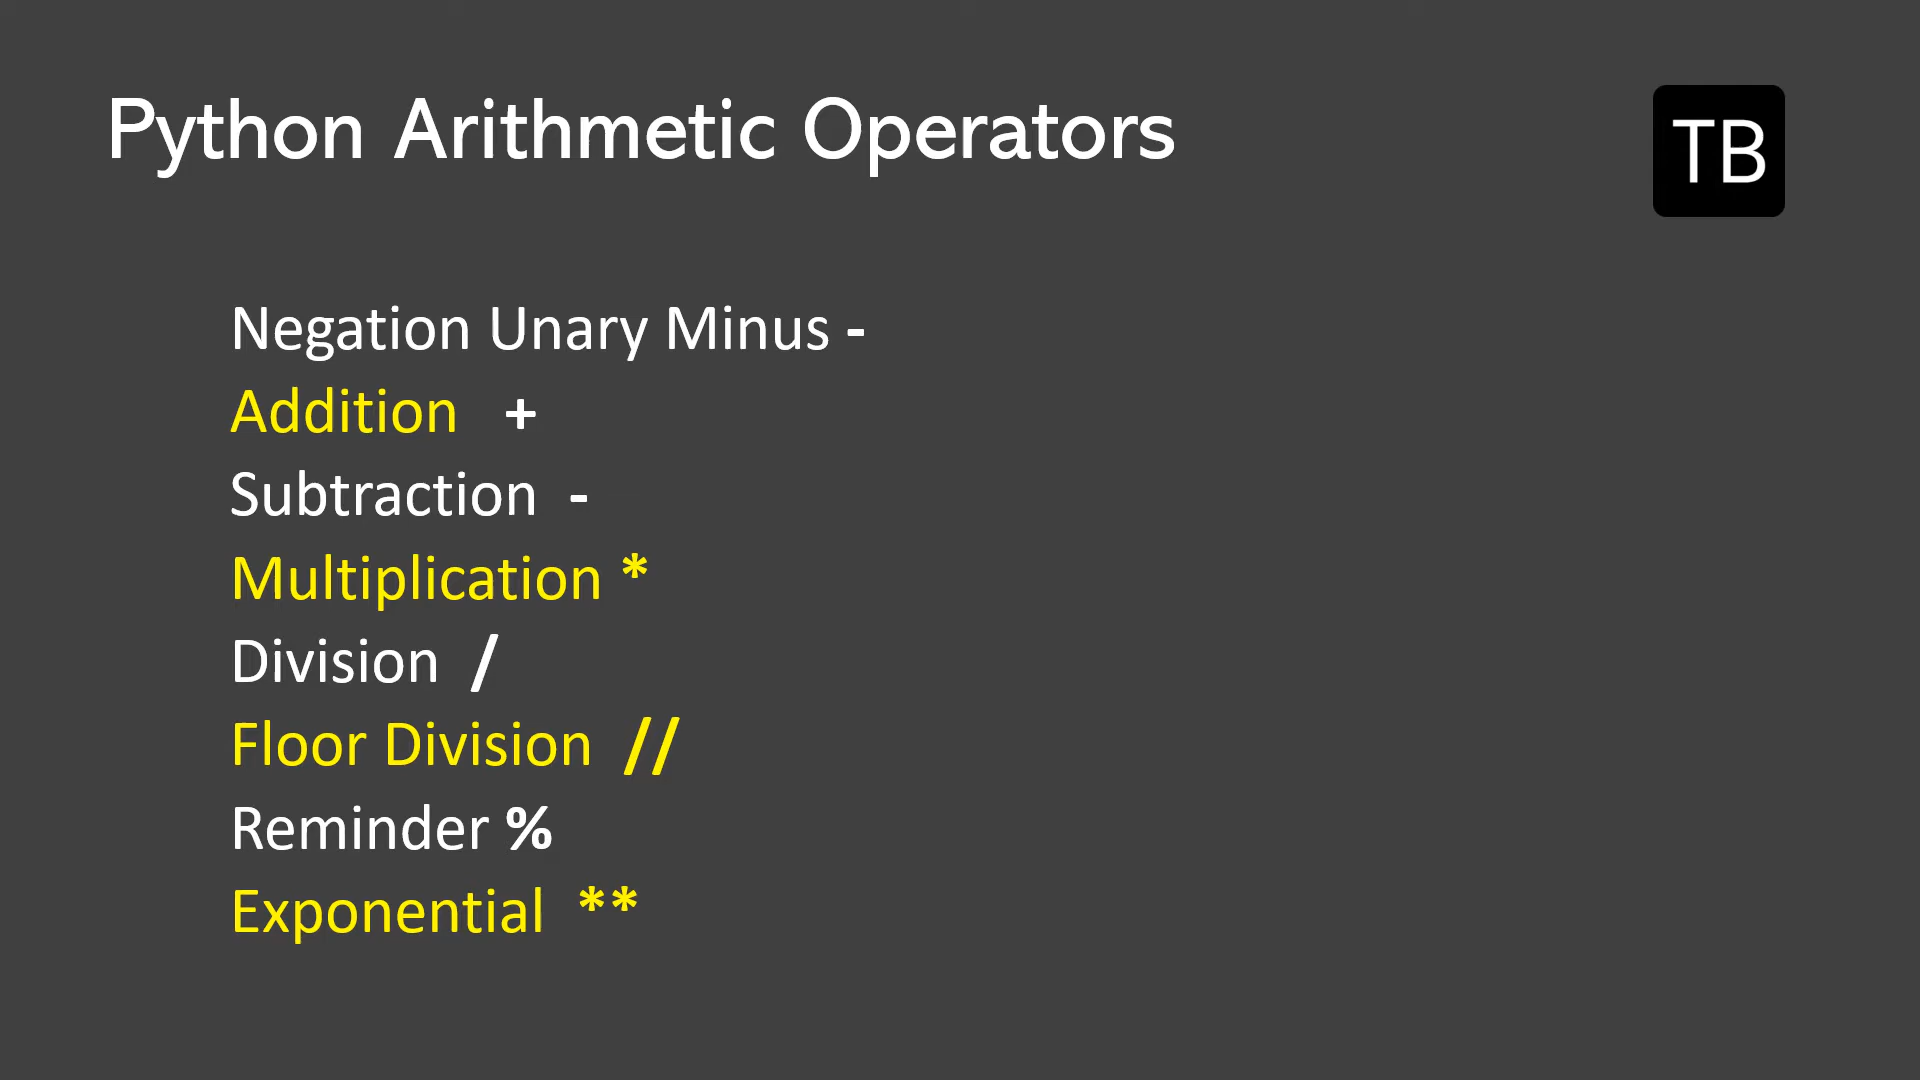 Python Arithmetic Operators
TB
Negation Unary Minus -
Addition +
Subtraction -
Multiplication *
Division /
Floor Division //
Reminder %
Exponential **